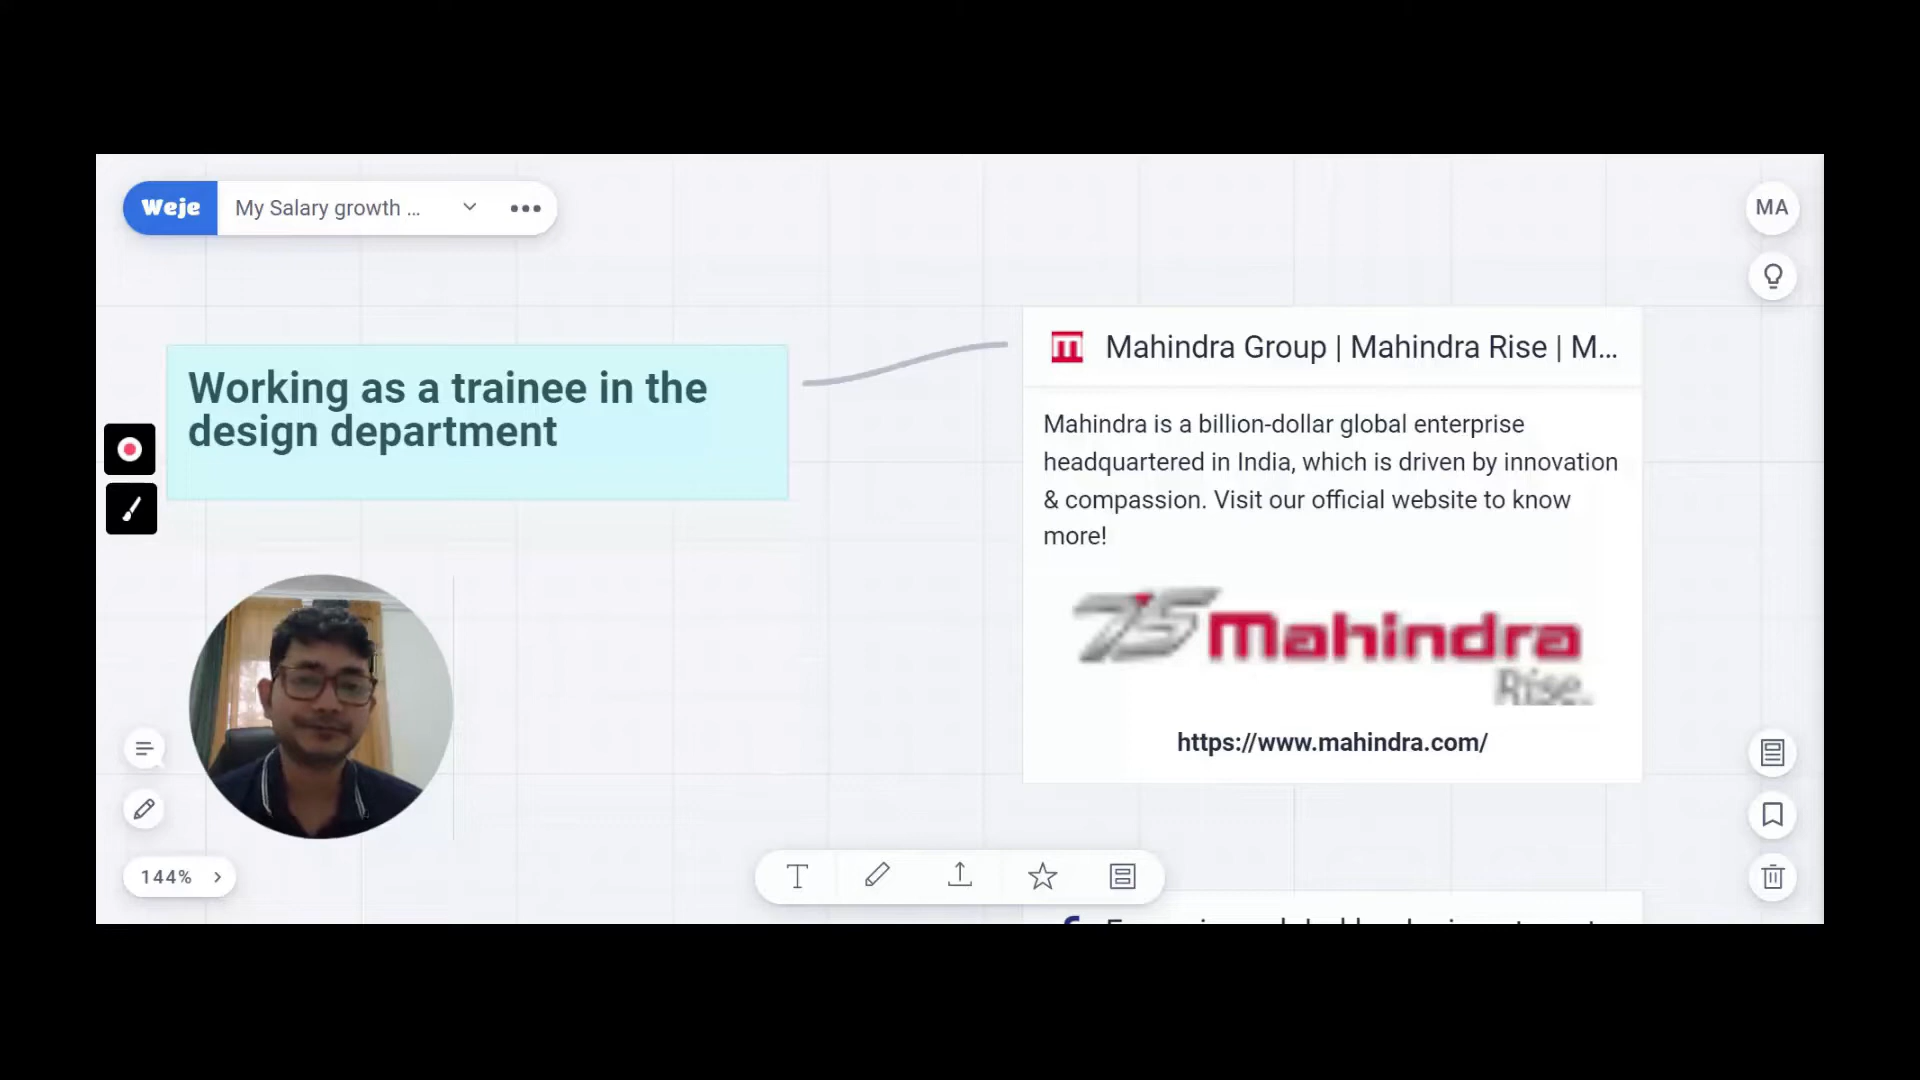 Weje
My Salary growth ...
MA
Working as a trainee in the
design department
Mahindra Group | Mahindra Rise | M...
Mahindra is a billion-dollar global enterprise
headquartered in India, which is driven by innovation
& compassion. Visit our official website to know
more!
75 Mahindra
Rise.
https://www.mahindra.com/
144%